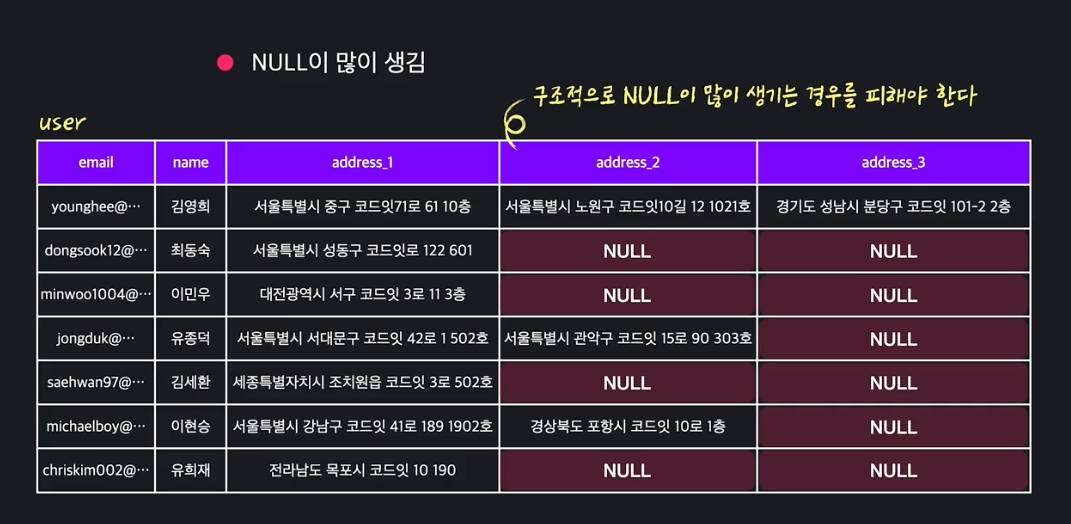 NULL이 많이 생김
구조적으로 NULL이 많이 생기는 경우를 피해야 한다
user
email name address_1 address_2 address_3
younghee@··· 김영희 서울특별시 중구 코드잇71로 61 10층 서울특별시 노원구 코드잇10길 12 1021호 경기도 성남시 분당구 코드잇 101-2 2층
dongsook12@··· 최동숙 서울특별시 성동구 코드잇로 122 601 NULL NULL
minwoo1004@··· 이민우 대전광역시 서구 코드잇 3로 11 3층 NULL NULL
jongduk@··· 유종덕 서울특별시 서대문구 코드잇 42로 1 502호 서울특별시 관악구 코드잇 15로 90 303호 NULL
saehwan97@··· 김세환 세종특별자치시 조치원읍 코드잇 3로 502호 NULL NULL
michaelboy@··· 이현승 서울특별시 강남구 코드잇 41로 189 1902호 경상북도 포항시 코드잇 10로 1층 NULL
chriskim002@··· 유희재 전라남도 목포시 코드잇 10 190 NULL NULL